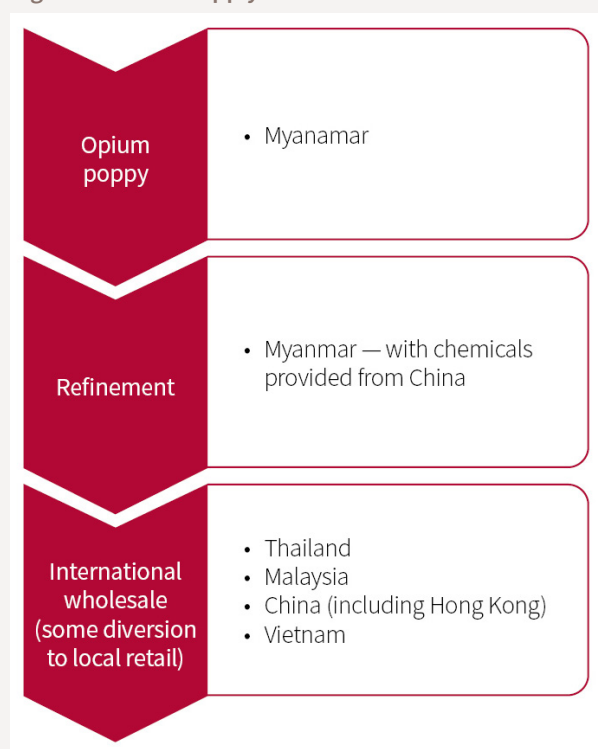 Opium
poppy
• Myanamar
Refinement
• Myanmar — with chemicals
provided from China
International
wholesale
(some diversion
to local retail)
• Thailand
• Malaysia
• China (including Hong Kong)
• Vietnam